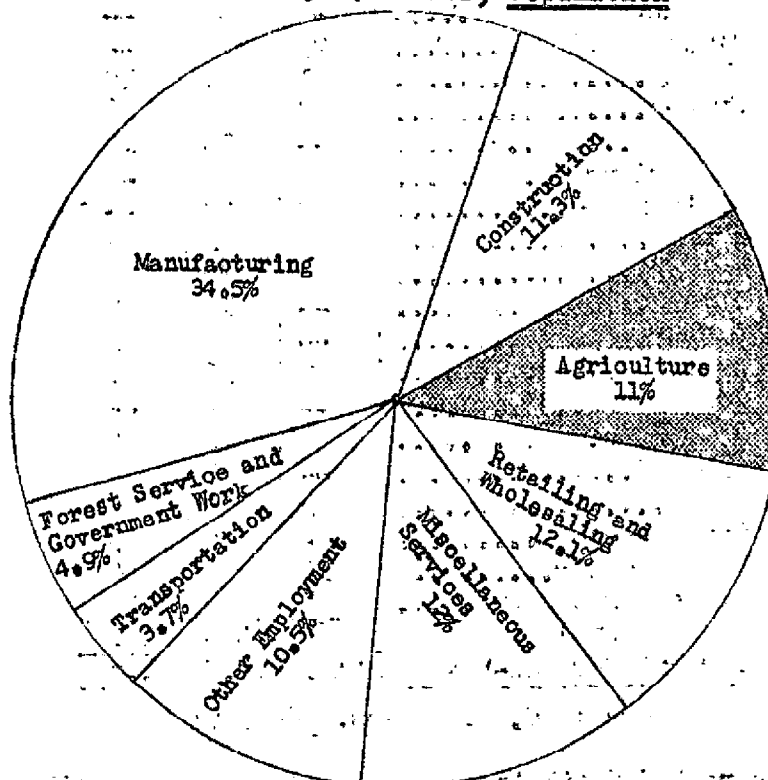 Construction
11.3%
Manufacturing
34.5%
Agriculture
11%
Retailing and
Wholesaling
12.1%
Miscellaneous
Services
12%
Other Employment
10.5%
Transportation
3.7%
Forest Service and
Government Work
4.9%